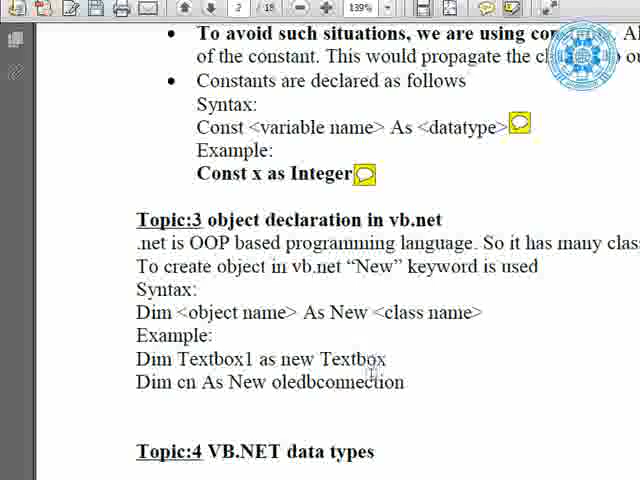 2 / 18 139%
To avoid such situations, we are using con
of the constant. This would propagate the
Constants are declared as follows
Syntax:
Const <variable name> As <datatype>
Example:
Const x as Integer
Topic:3 object declaration in vb.net
.net is OOP based programming language. So it has many clas
To create object in vb.net “New” keyword is used
Syntax:
Dim <object name> As New <class name>
Example:
Dim Textbox1 as new Textbox
Dim cn As New oledbconnection
Topic:4 VB.NET data types